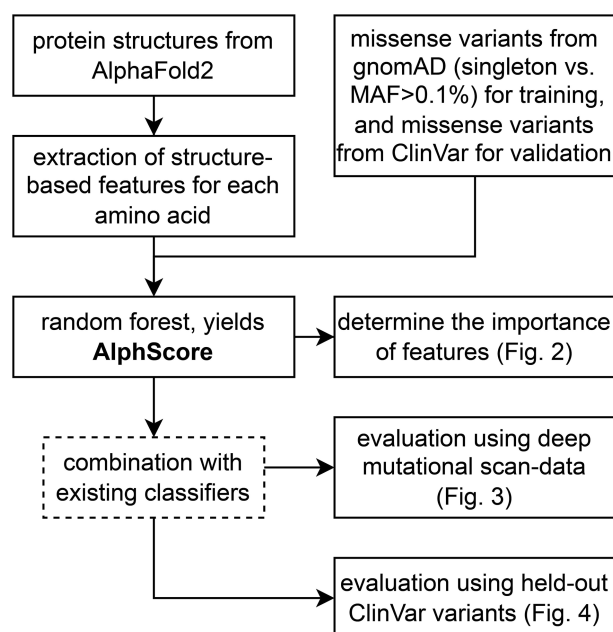 protein structures from
AlphaFold2
missense variants from
gnomAD (singleton vs.
MAF>0.1%) for training,
and missense variants
from ClinVar for validation
extraction of structure-
based features for each
amino acid
random forest, yields
AlphScore
determine the importance
of features (Fig. 2)
combination with
existing classifiers
evaluation using deep
mutational scan-data
(Fig. 3)
evaluation using held-out
ClinVar variants (Fig. 4)